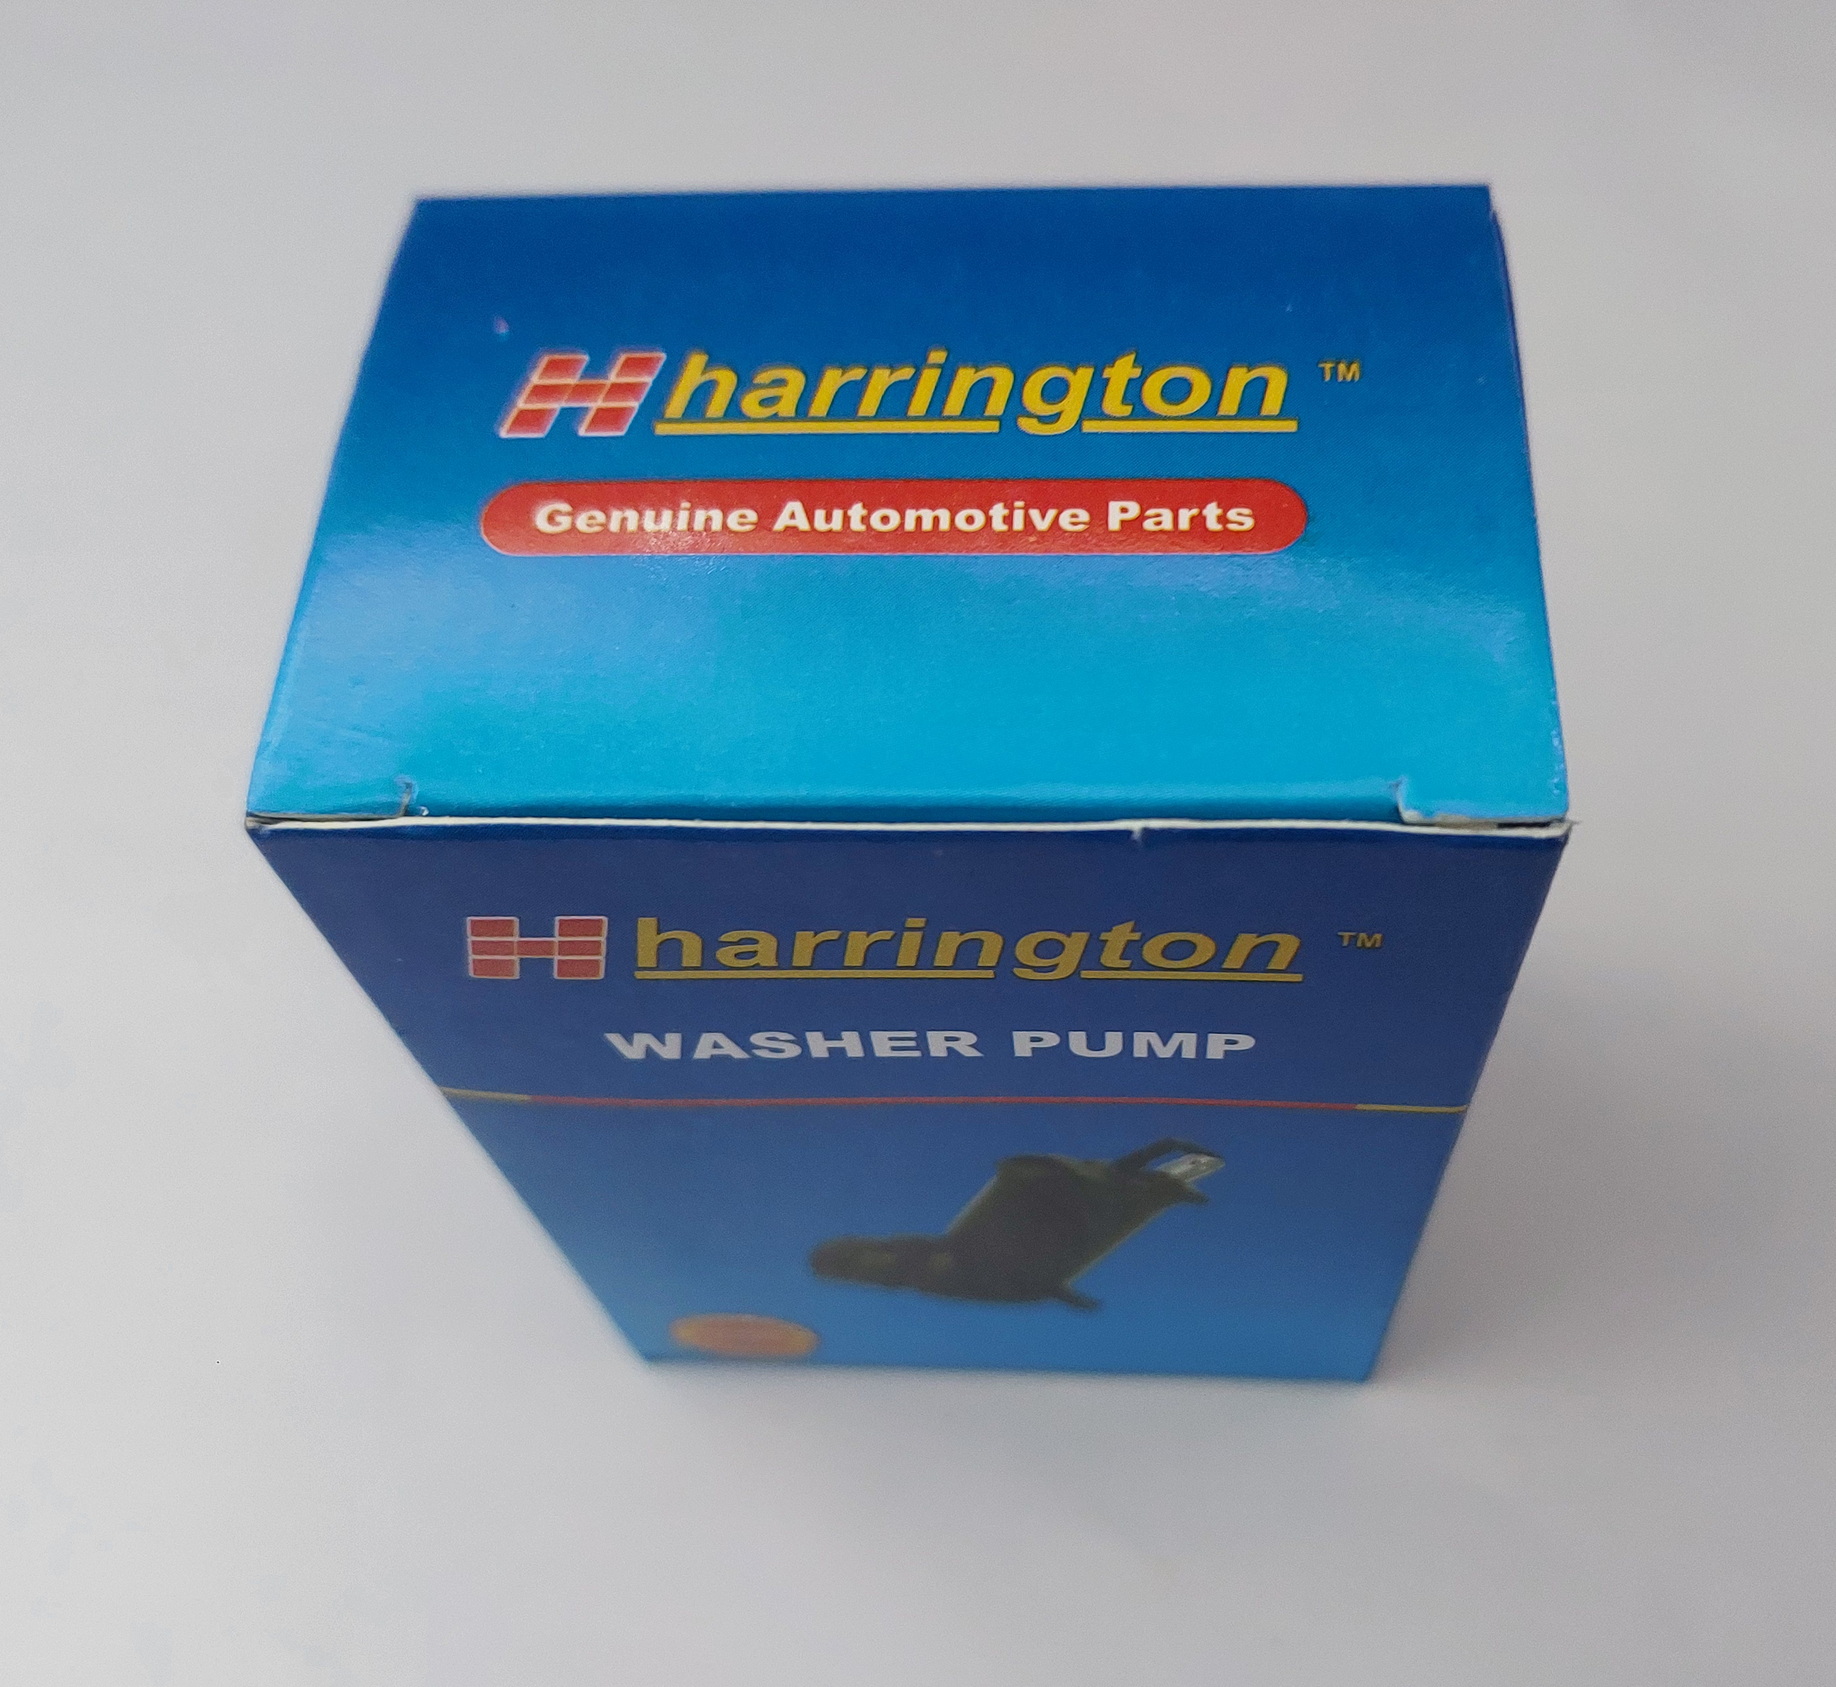 harrington ™
Genuine Automotive Parts
harrington ™
WASHER PUMP